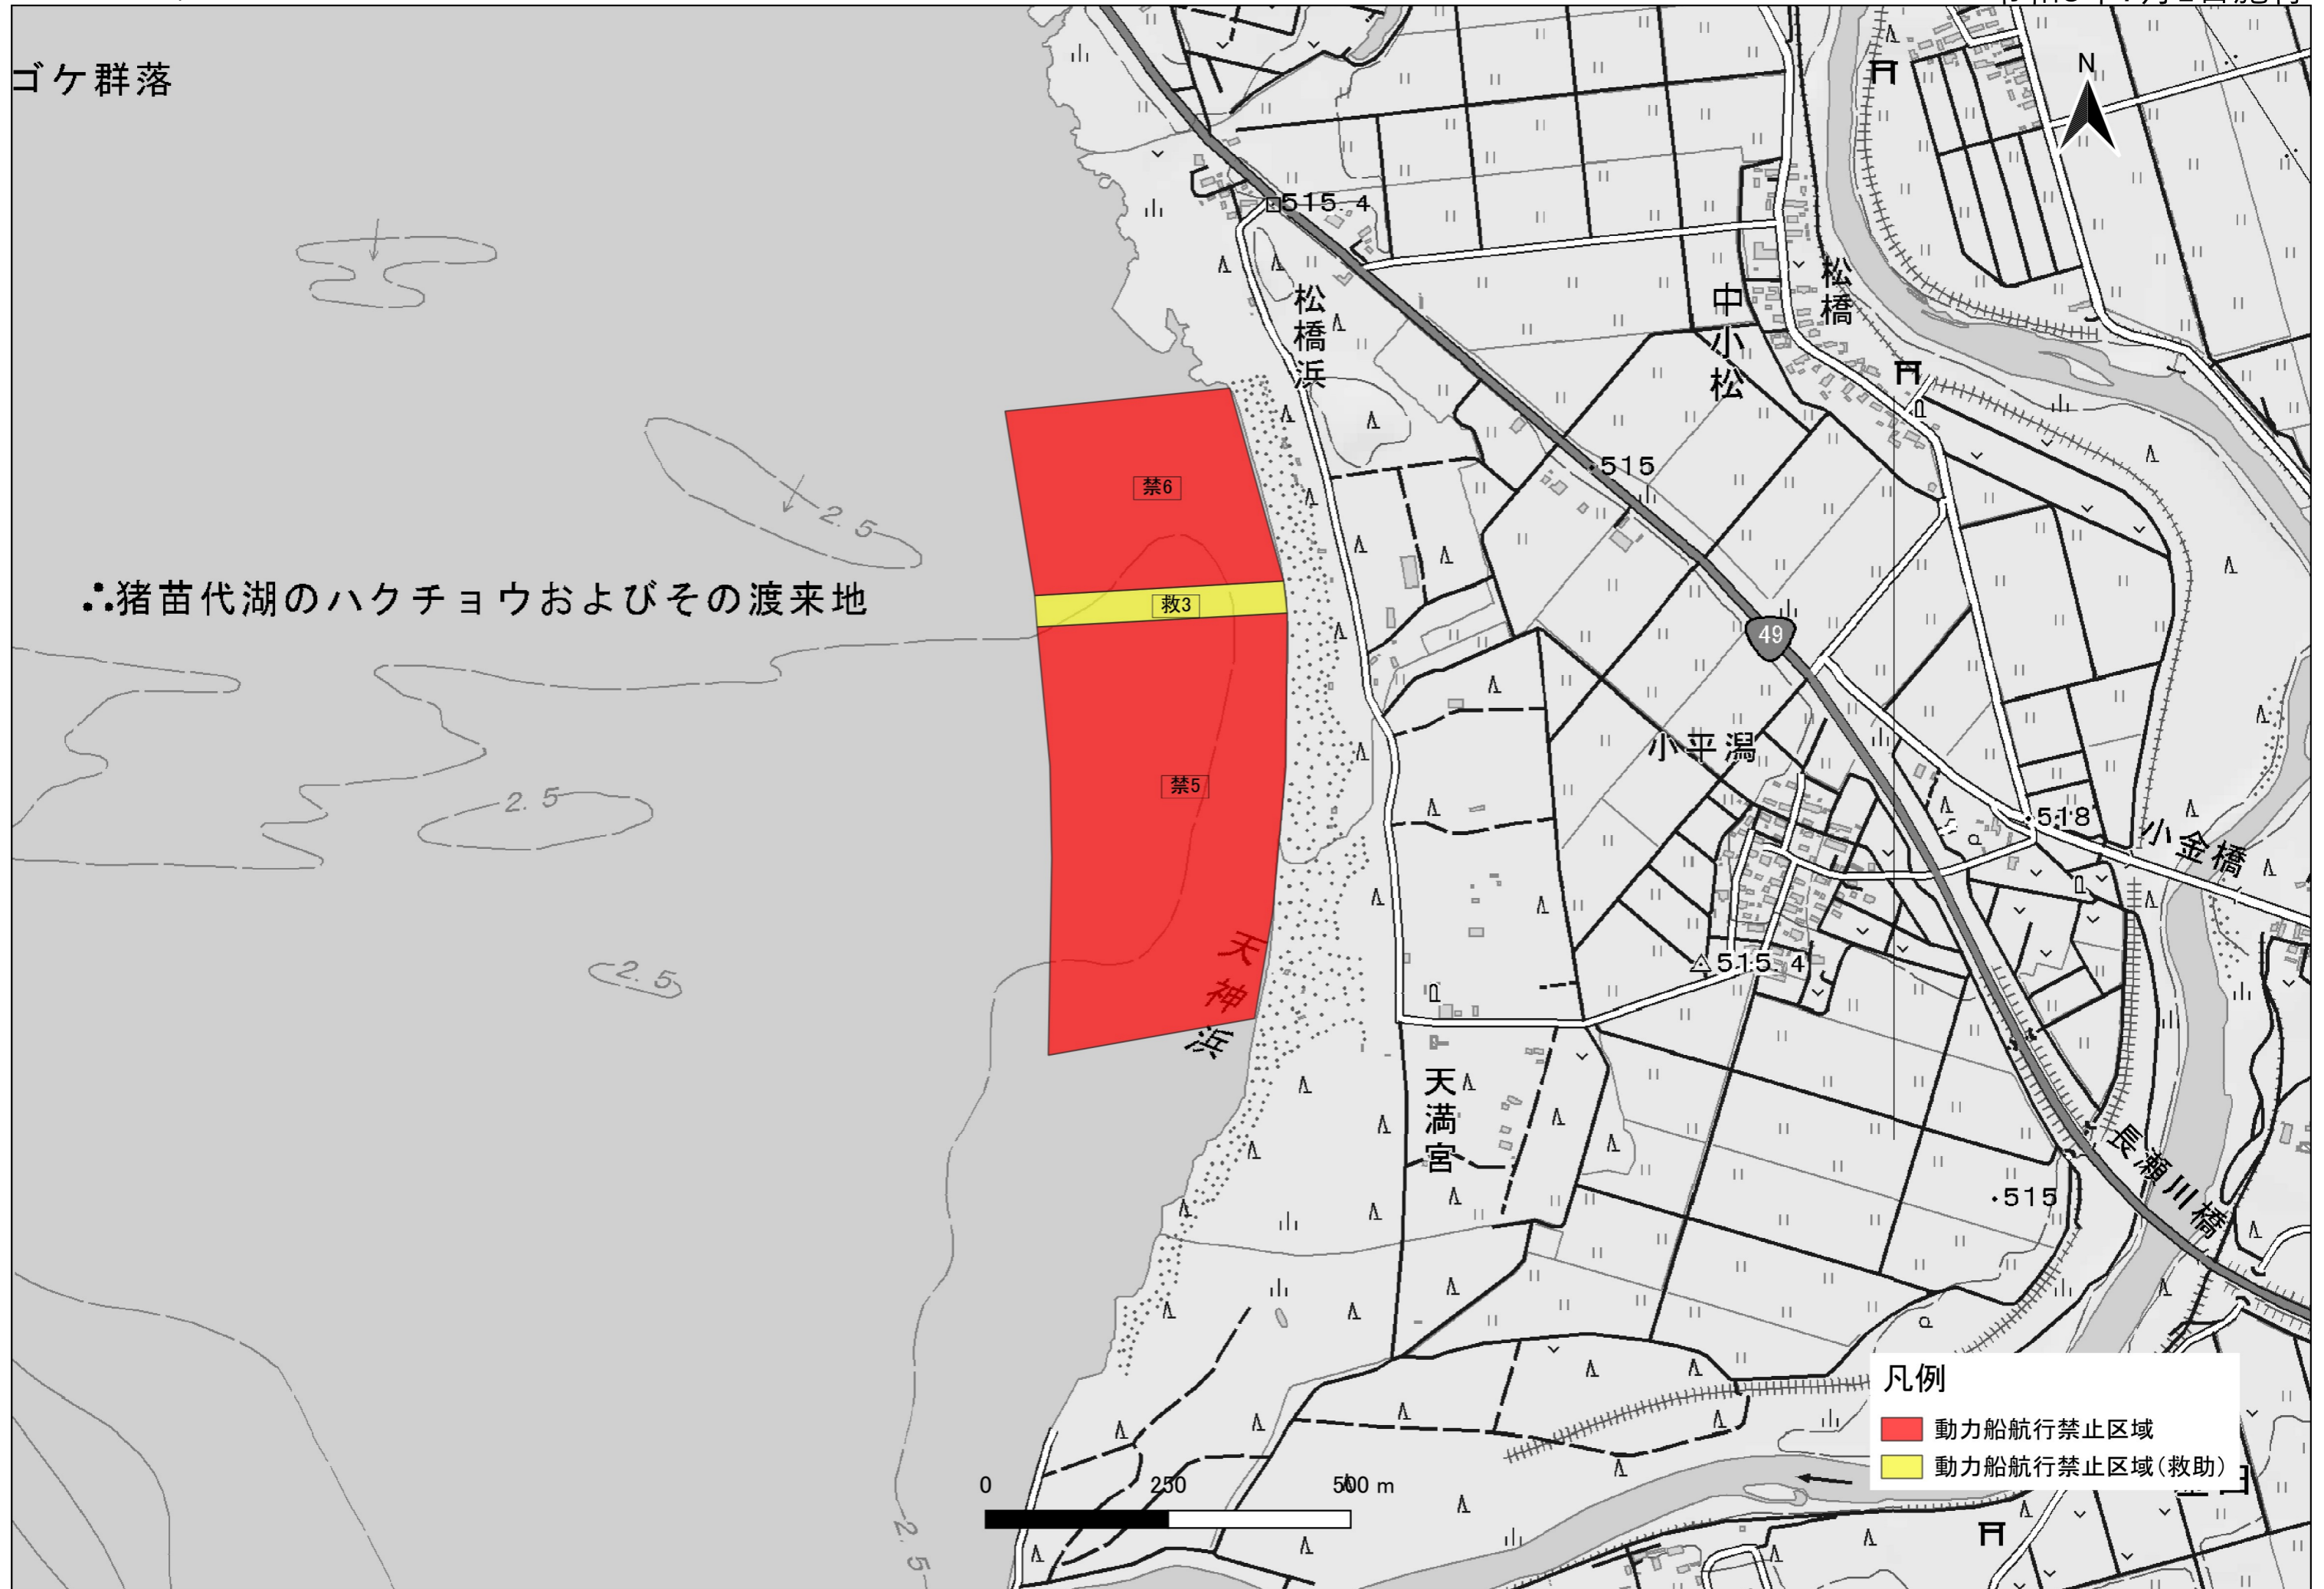 ゴケ群落
N
515.4
松橋浜
中小松
松橋
禁6
515
2.5
∴猪苗代湖のハクチョウおよびその渡来地
救3
49
小平潟
禁5
2.5
518
小金橋
天神浜
2.5
515.4
天満宮
長瀬川橋
515
凡例
動力船航行禁止区域
動力船航行禁止区域(救助)
0 250 500 m
2.5